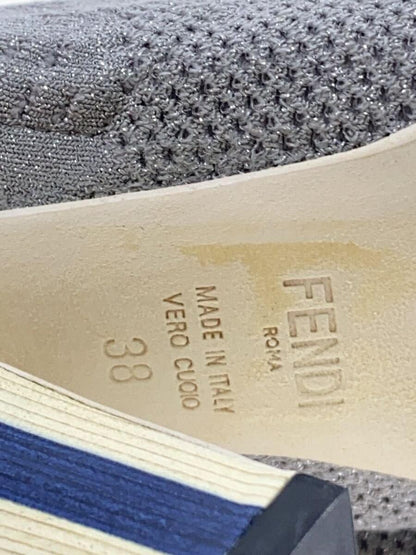 FENDI
ROMA
MADE IN ITALY
VERO CUOIO
38